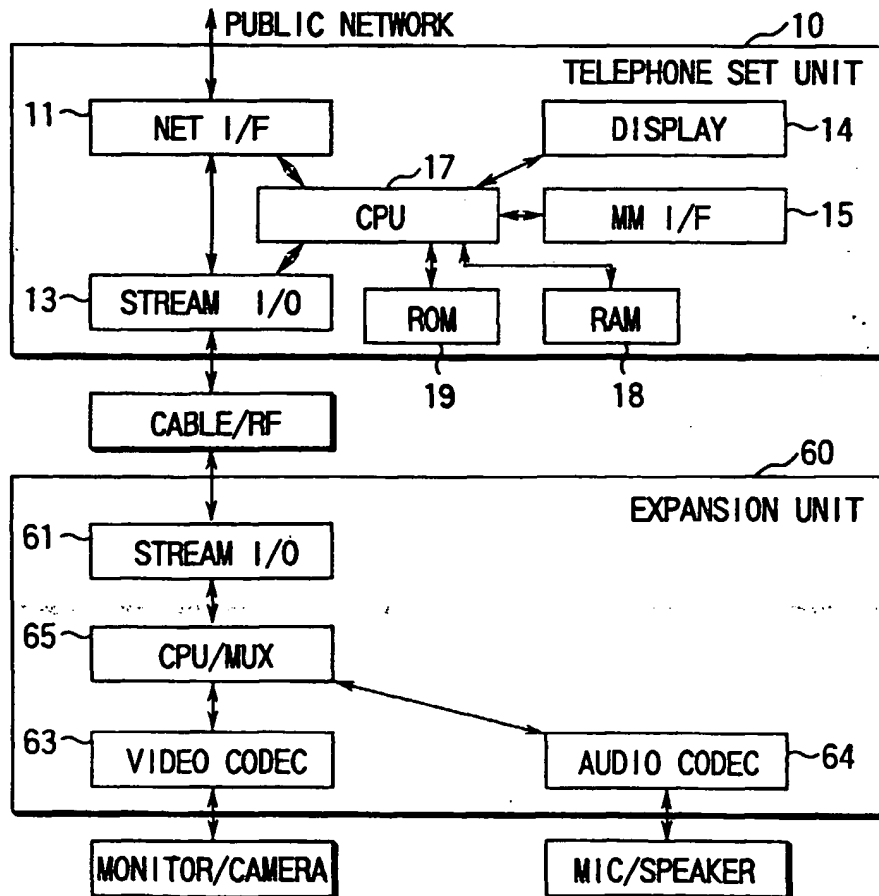 PUBLIC NETWORK
10
TELEPHONE SET UNIT
11
NET I/F
DISPLAY
14
17
CPU
MM I/F
15
13
STREAM I/O
ROM
RAM
19
18
CABLE/RF
60
EXPANSION UNIT
61
STREAM I/O
65
CPU/MUX
63
VIDEO CODEC
AUDIO CODEC
64
MONITOR/CAMERA
MIC/SPEAKER